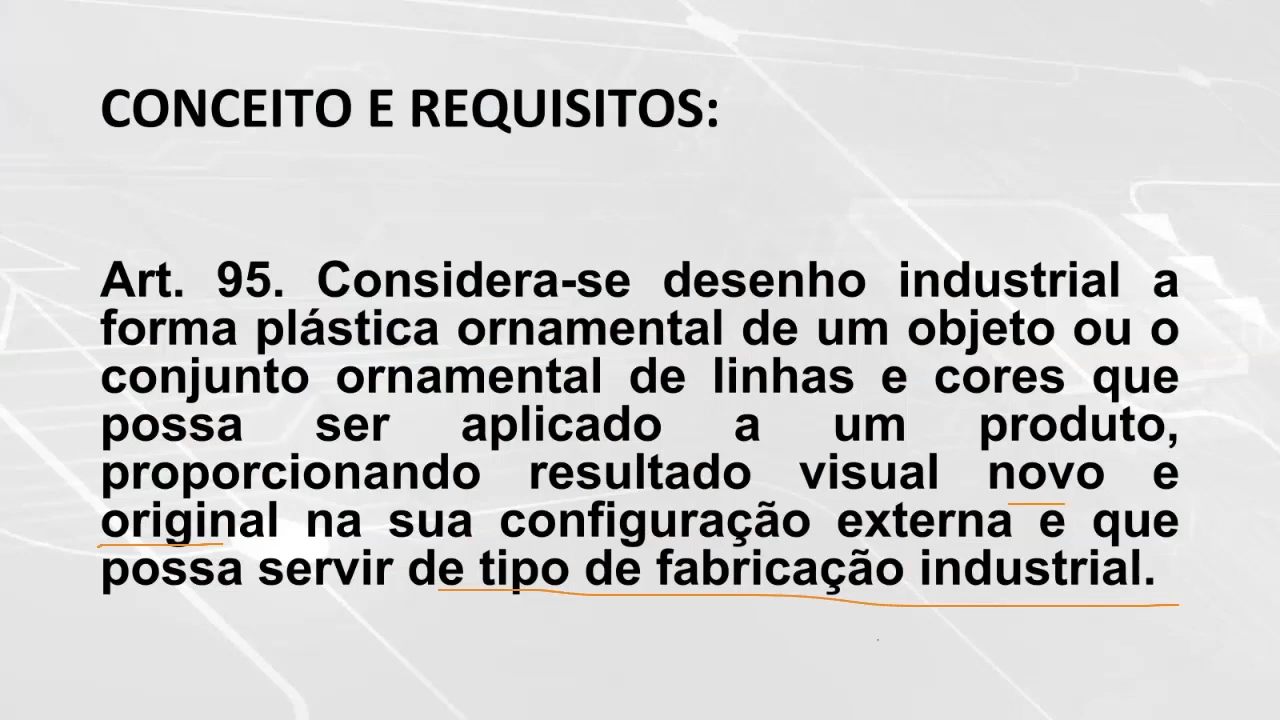 CONCEITO E REQUISITOS:
Art. 95. Considera-se desenho industrial a
forma plástica ornamental de um objeto ou o
conjunto ornamental de linhas e cores que
possa ser aplicado a um produto,
proporcionando resultado visual novo e
original na sua configuração externa e que
possa servir de tipo de fabricação industrial.